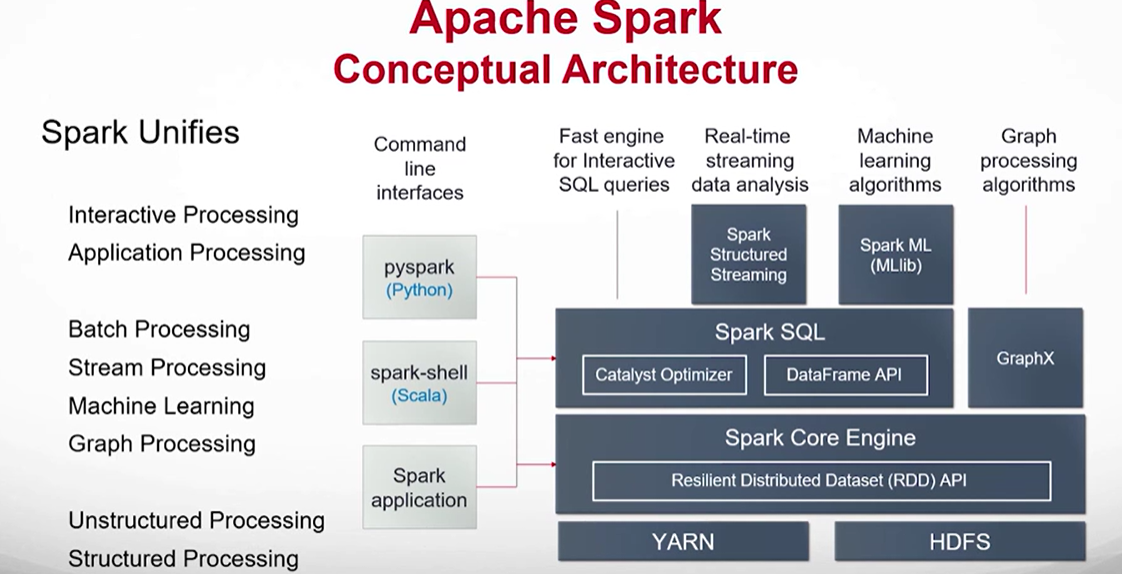 Apache Spark
Conceptual Architecture
Spark Unifies
Interactive Processing
Application Processing
Batch Processing
Stream Processing
Machine Learning
Graph Processing
Unstructured Processing
Structured Processing
Command
line
interfaces
pyspark
(Python)
spark-shell
(Scala)
Spark
application
Fast engine
for Interactive
SQL queries
Real-time
streaming
data analysis
Machine
learning
algorithms
Graph
processing
algorithms
Spark
Structured
Streaming
Spark ML
(MLlib)
Spark SQL
Catalyst Optimizer
DataFrame API
GraphX
Spark Core Engine
Resilient Distributed Dataset (RDD) API
YARN
HDFS